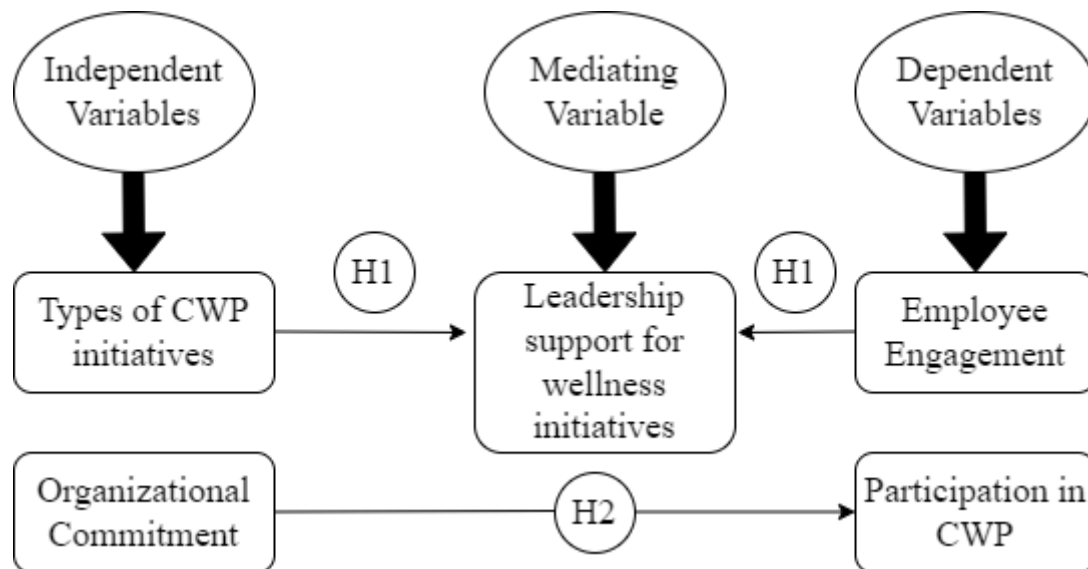 Independent
Variables
Mediating
Variable
Dependent
Variables
H1
H1
Types of CWP
initiatives
Leadership
support for
wellness
initiatives
Employee
Engagement
Organizational
Commitment
H2
Participation in
CWP